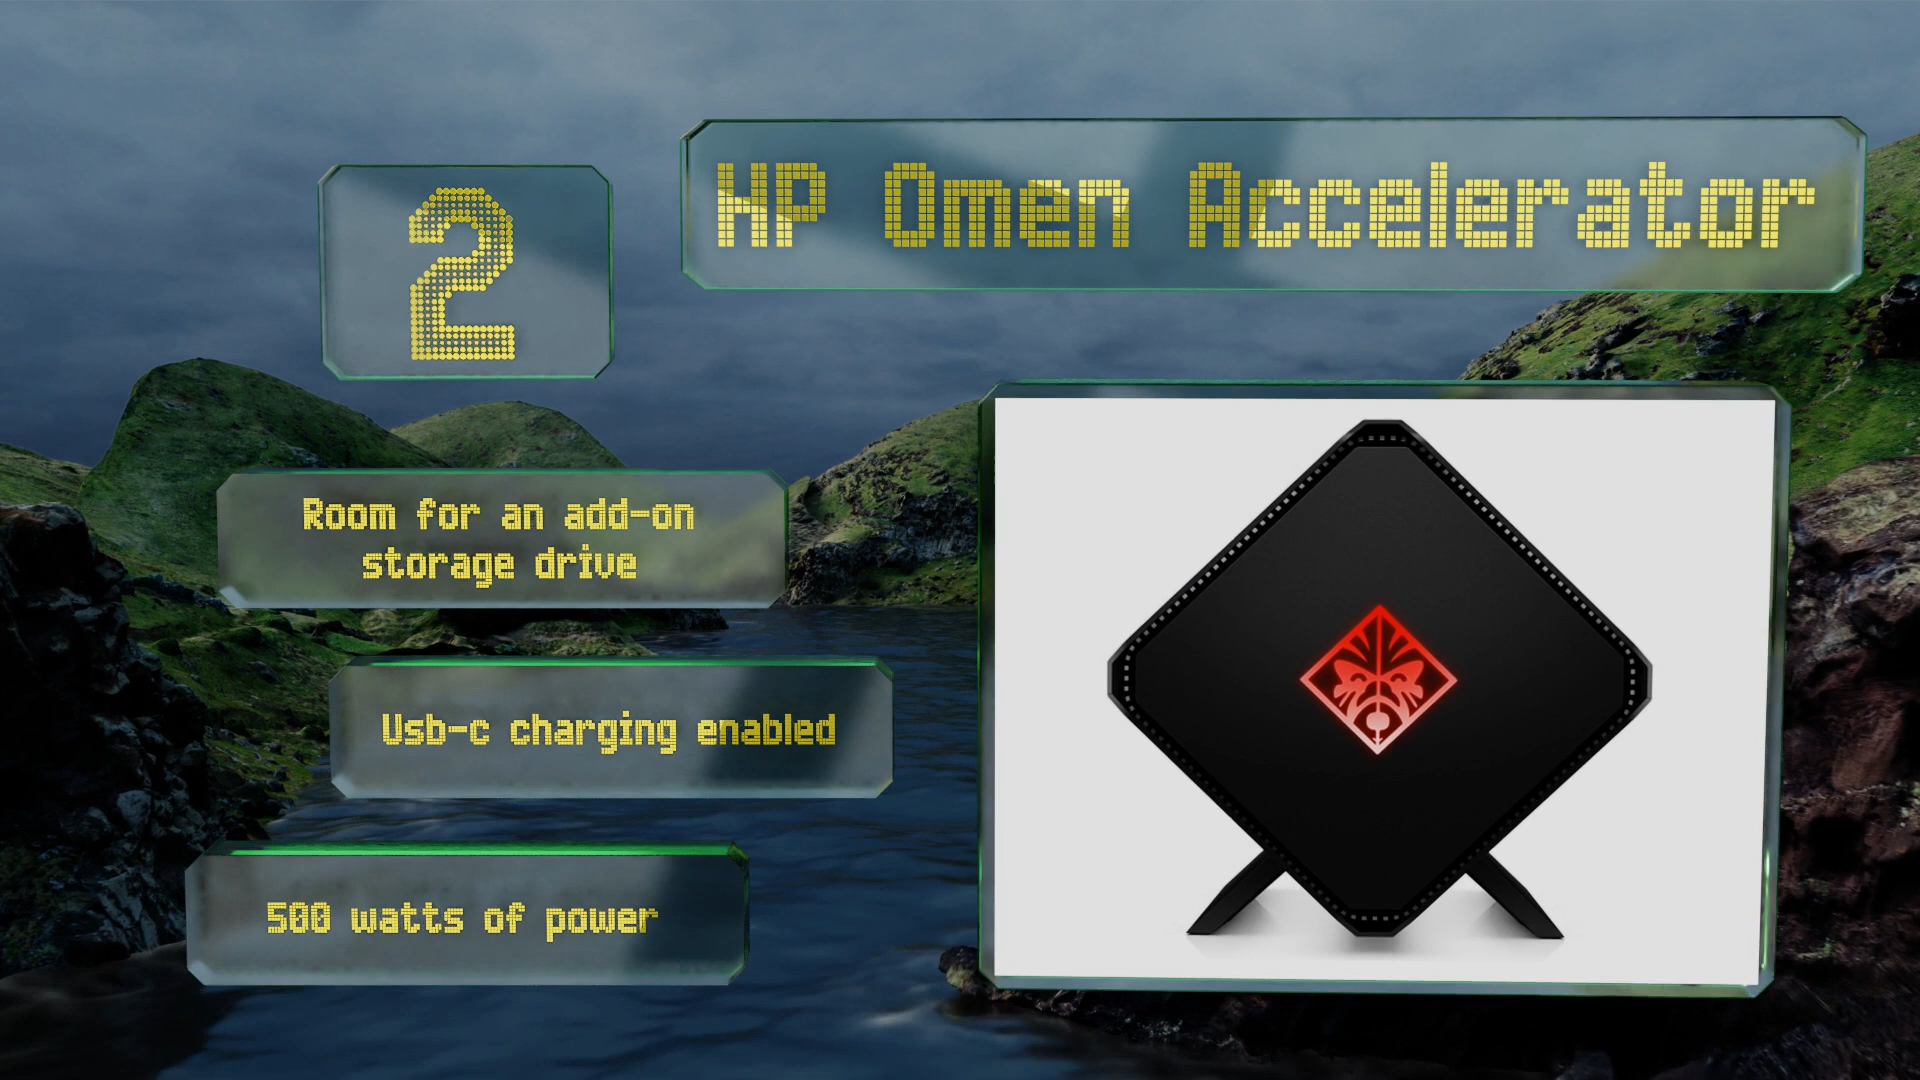 2
HP Omen Accelerator
Room for an add-on
storage drive
Usb-c charging enabled
500 watts of power